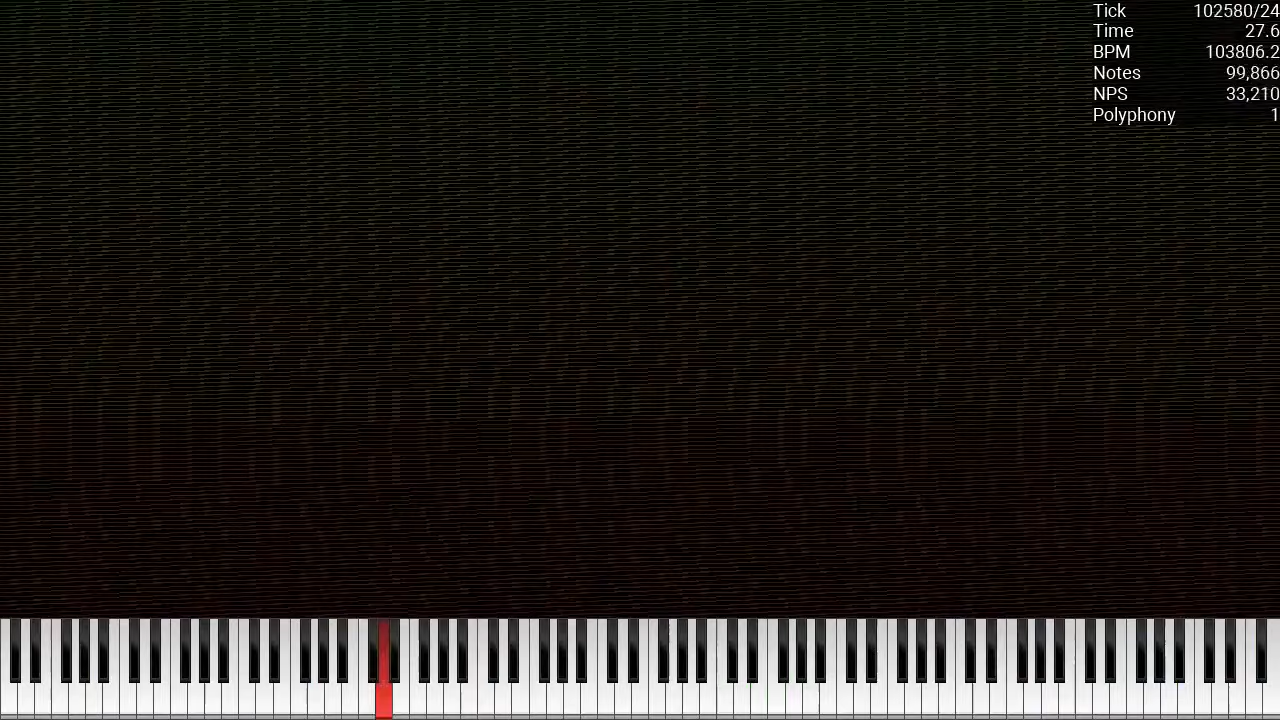 Tick 102580/24
Time 27.6
BPM 103806.2
Notes 99,866
NPS 33,210
Polyphony 1